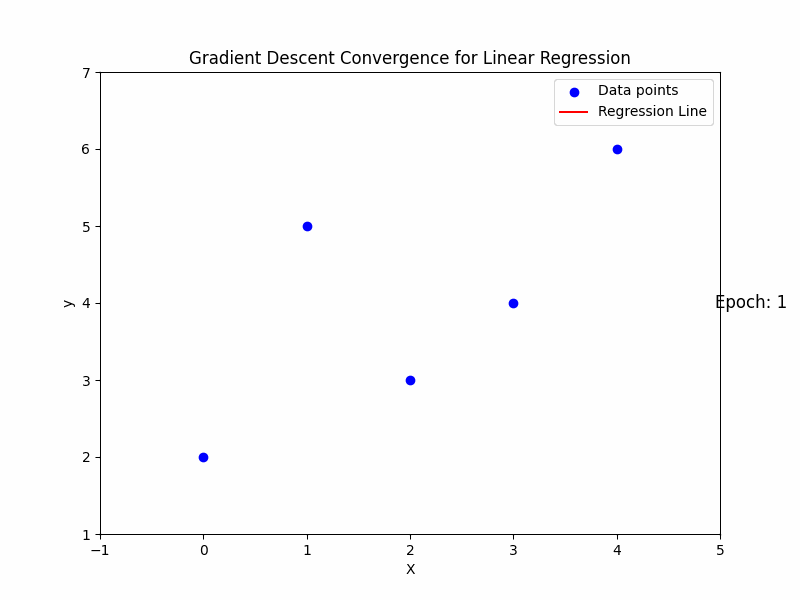 Gradient Descent Convergence for Linear Regression
Data points
Regression Line
7
6
5
4
3
2
1
y
Epoch: 1
−1
0
1
2
3
4
5
X